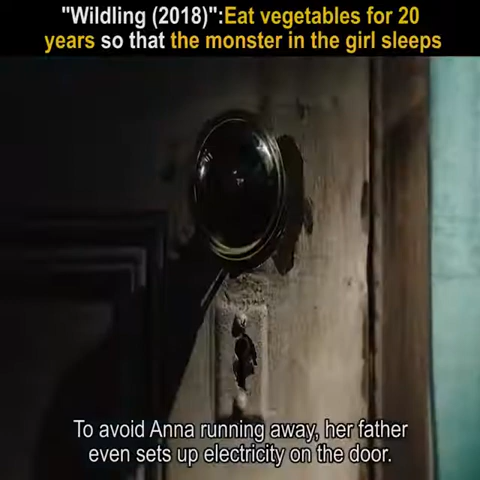 "Wildling (2018)":Eat vegetables for 20
years so that the monster in the girl sleeps
To avoid Anna running away, her father
even sets up electricity on the door.